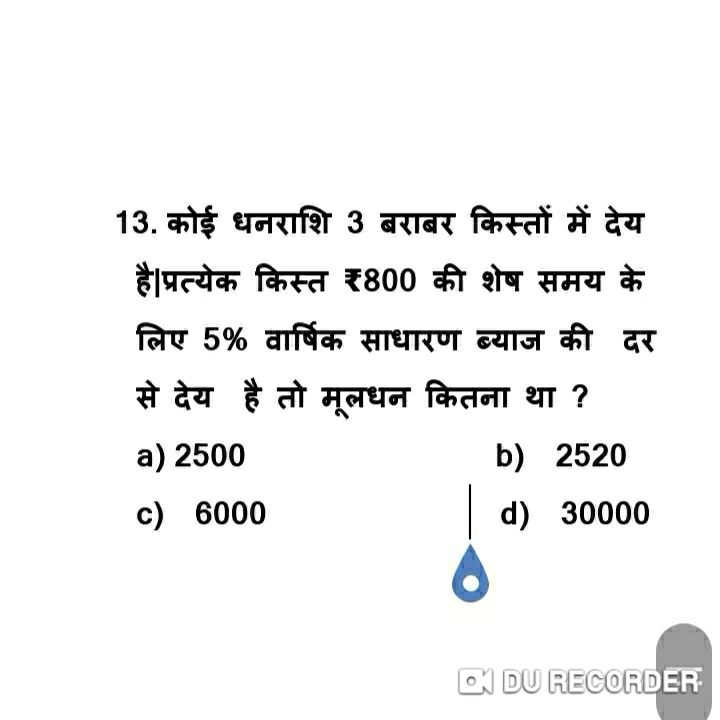 13. कोई धनराशि 3 बराबर किस्तों में देय
है|प्रत्येक किस्त ₹800 की शेष समय के
लिए 5% वार्षिक साधारण ब्याज की दर
से देय है तो मूलधन कितना था ?
a) 2500 b) 2520
c) 6000 d) 30000
DU RECORDER